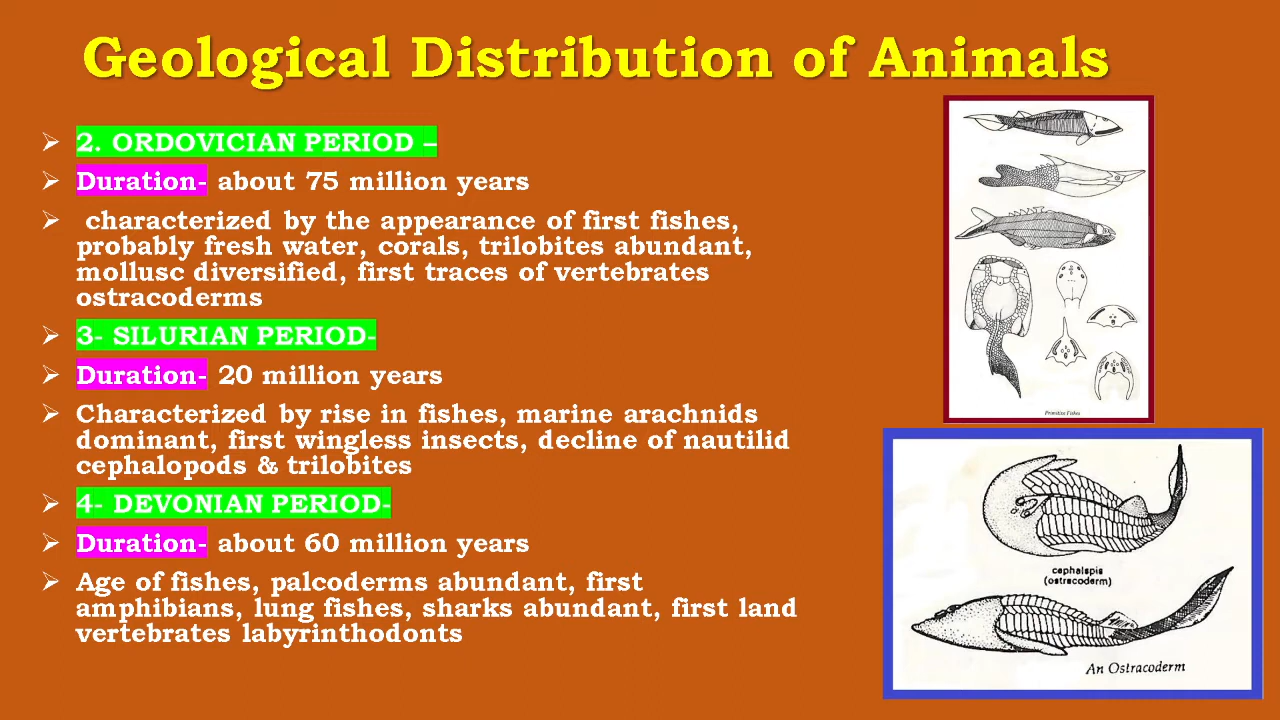 Geological Distribution of Animals
2. ORDOVICIAN PERIOD –
Duration- about 75 million years
characterized by the appearance of first fishes,
probably fresh water, corals, trilobites abundant,
mollusc diversified, first traces of vertebrates
ostracoderms
3- SILURIAN PERIOD-
Duration- 20 million years
Characterized by rise in fishes, marine arachnids
dominant, first wingless insects, decline of nautilid
cephalopods & trilobites
4- DEVONIAN PERIOD-
Duration- about 60 million years
Age of fishes, palcoderms abundant, first
amphibians, lung fishes, sharks abundant, first land
vertebrates labyrinthodonts
Primitive Fishes
cephalapis
(ostracoderm)
An Ostracoderm